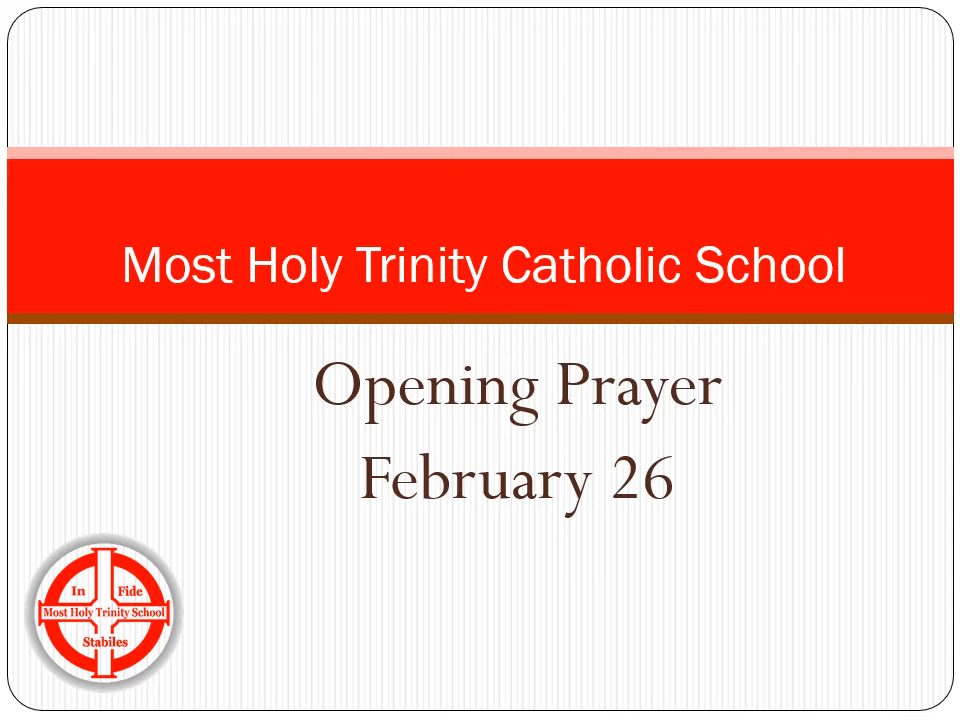 Most Holy Trinity Catholic School
Opening Prayer
February 26
In Fide
Most Holy Trinity School
Stabiles